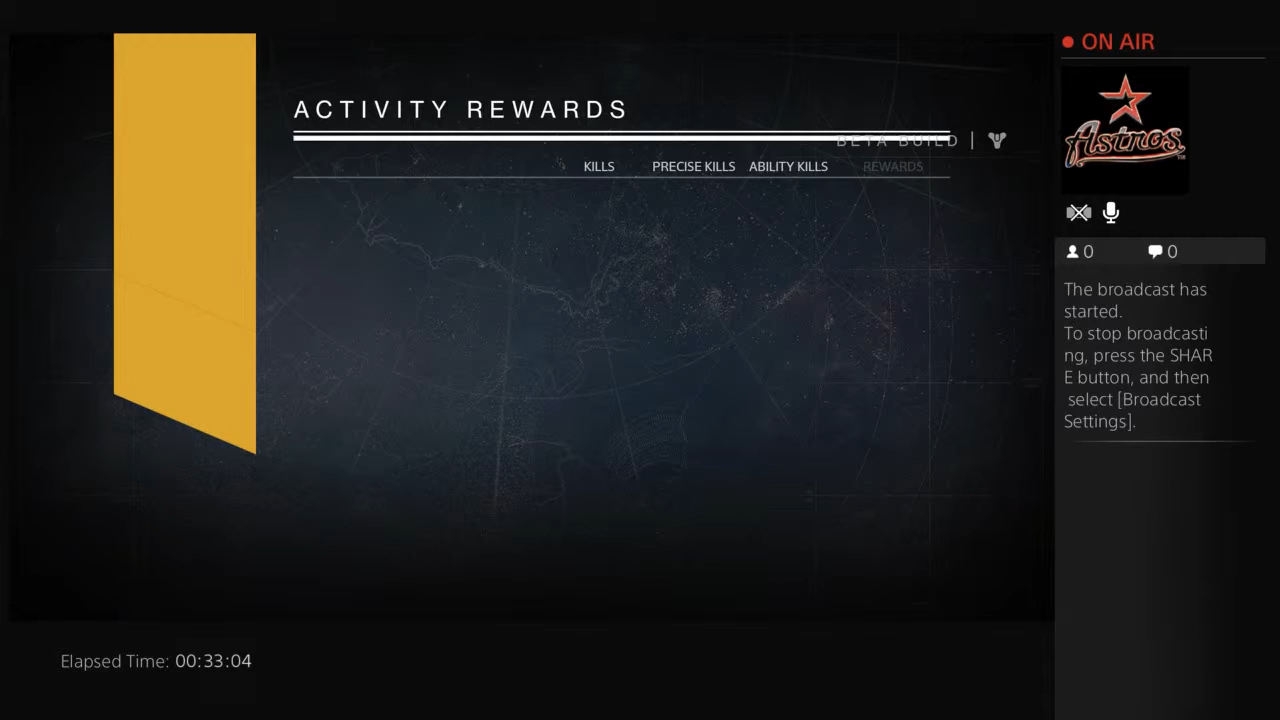 ON AIR
ACTIVITY REWARDS
BETA BUILD |
KILLS PRECISE KILLS ABILITY KILLS REWARDS
Astros
TM
0 0
The broadcast has
started.
To stop broadcasti
ng, press the SHAR
E button, and then
select [Broadcast
Settings].
Elapsed Time: 00:33:04